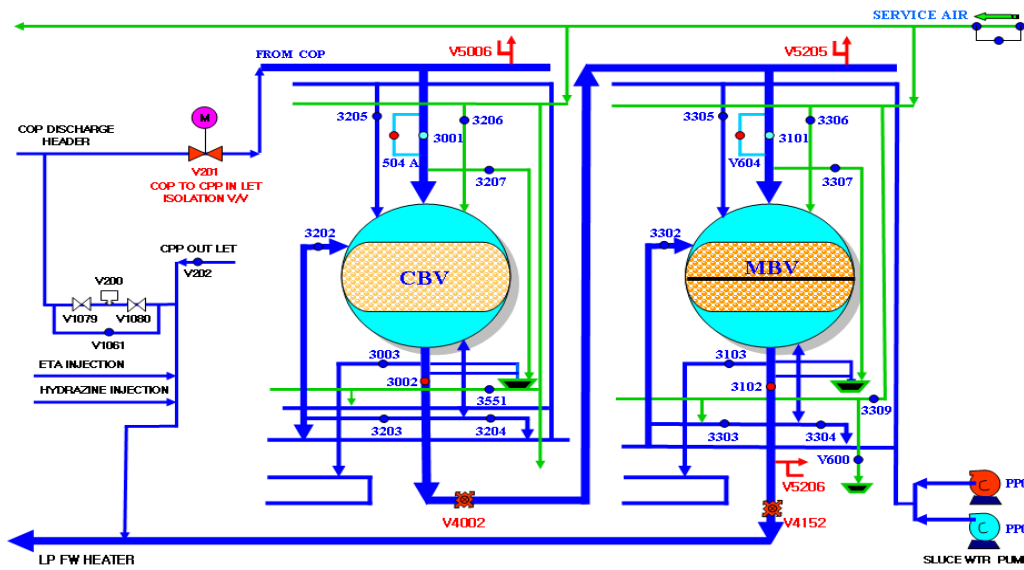 SERVICE AIR
FROM COP
V5006
V5205
COP DISCHARGE
HEADER
M
V201
COP TO CPP IN LET
ISOLATION V/V
3205
3206
3001
504 A
3207
3305
3306
3101
V604
3307
3202
CBV
3302
MBV
CPP OUT LET
V202
V200
V1079
V1080
V1061
ETA INJECTION
HYDRAZINE INJECTION
3003
3002
3551
3203
3204
3103
3102
3309
3303
3304
V600
V5206
V4002
V4152
C
PP0
C
PP0
LP FW HEATER
SLUCE WTR PUM